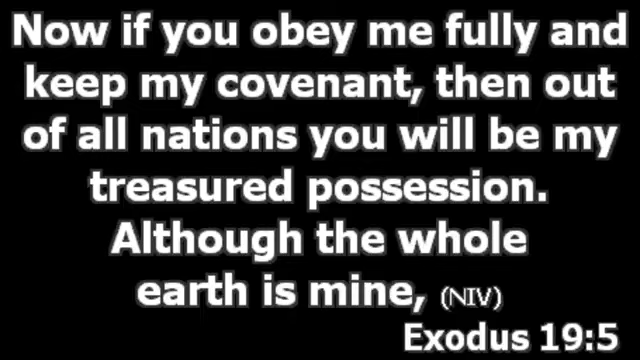 Now if you obey me fully and
keep my covenant, then out
of all nations you will be my
treasured possession.
Although the whole
earth is mine, (NIV)
Exodus 19:5